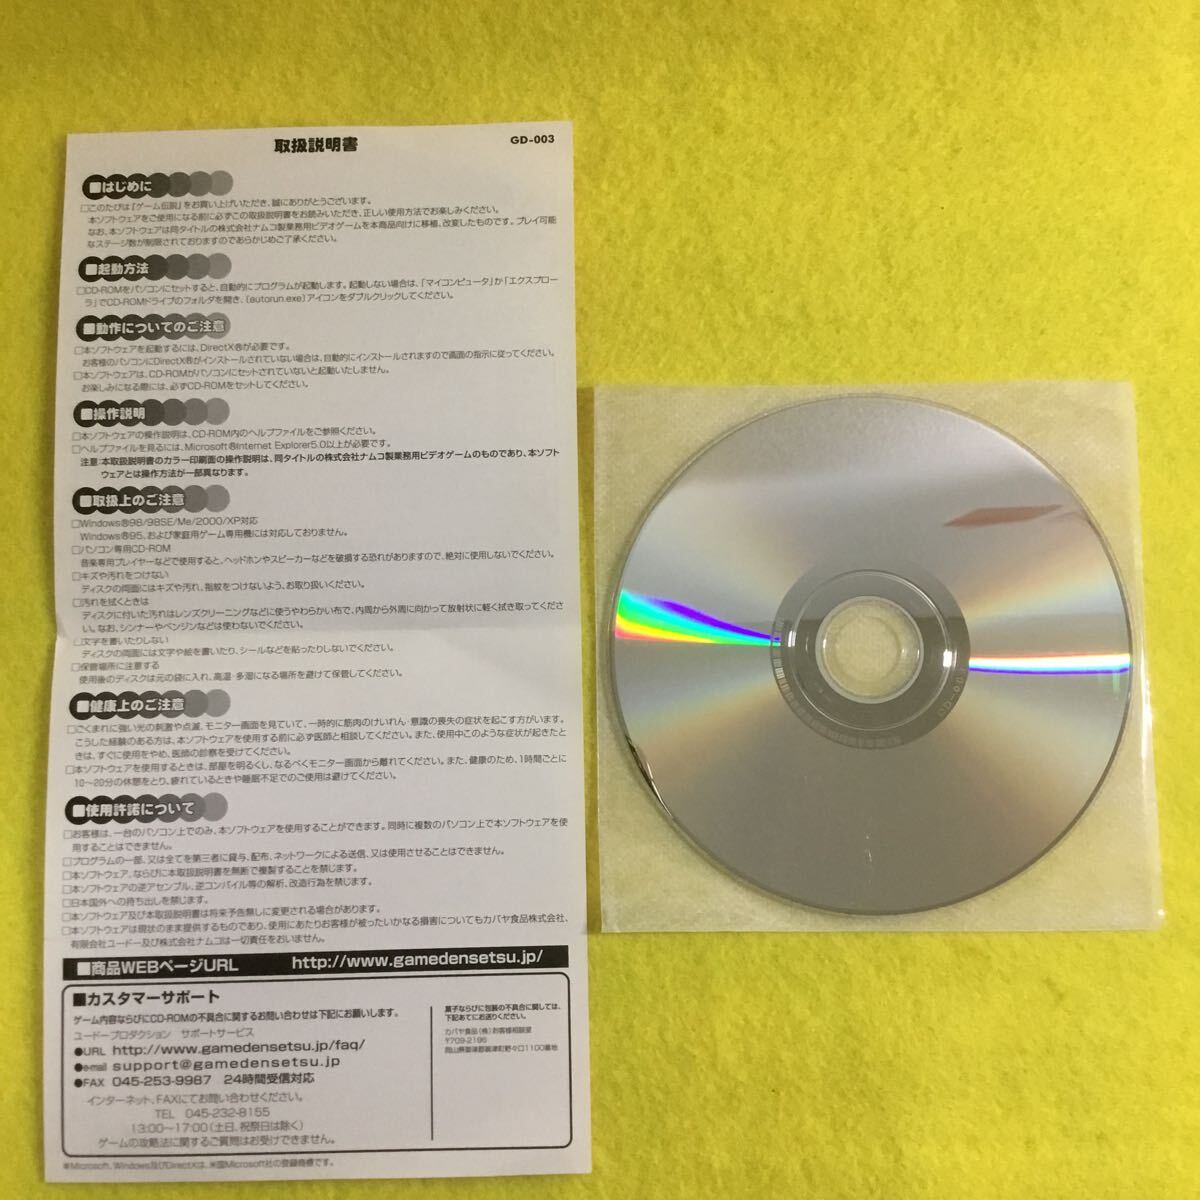 取扱説明書
GD-003
■はじめに
□このたびは『ゲーム伝説』をお買い上げいただき、誠にありがとうございます。
本ソフトウェアをご使用になる前に必ずこの取扱説明書をお読みいただき、正しい使用方法でお楽しみください。
なお、本ソフトウェアは同タイトルの株式会社ナムコ製業務用ビデオゲームを本商品向けに移植、改変したものです。プレイ可能
なステージ数が制限されておりますのであらかじめご了承ください。
■起動方法
□CD-ROMをパソコンにセットすると、自動的にプログラムが起動します。起動しない場合は、「マイコンピュータ」か「エクスプロー
ラ」でCD-ROMドライブのフォルダを開き、[autorun.exe]アイコンをダブルクリックしてください。
■動作についてのご注意
□本ソフトウェアを起動するには、DirectX®が必要です。
お客様のパソコンにDirectX®がインストールされていない場合は、自動的にインストールされますので画面の指示に従ってください。
□本ソフトウェアは、CD-ROMがパソコンにセットされていないと起動いたしません。
お楽しみになる際には、必ずCD-ROMをセットしてください。
■操作説明
□本ソフトウェアの操作説明は、CD-ROM内のヘルプファイルをご参照ください。
□ヘルプファイルを見るには、Microsoft®Internet Explorer5.0以上が必要です。
注意:本取扱説明書のカラー印刷面の操作説明は、同タイトルの株式会社ナムコ製業務用ビデオゲームのものであり、本ソフト
ウェアとは操作方法が一部異なります。
■取扱上のご注意
□Windows®98/98SE/Me/2000/XP対応
Windows®95、および家庭用ゲーム専用機には対応しておりません。
□パソコン専用CD-ROM
音楽専用プレイヤーなどで使用すると、ヘッドホンやスピーカーなどを破損する恐れがありますので、絶対に使用しないでください。
□キズや汚れをつけない
ディスクの両面にはキズや汚れ、指紋をつけないよう、お取り扱いください。
□汚れを拭くときは
ディスクに付いた汚れはレンズクリーニングなどに使うやわらかい布で、内周から外周に向かって放射状に軽く拭き取ってくださ
い。なお、シンナーやベンジンなどは使わないでください。
□文字を書いたりしない
ディスクの両面には文字や絵を書いたり、シールなどを貼ったりしないでください。
□保管場所に注意する
使用後のディスクは元の袋に入れ、高温・多湿になる場所を避けて保管してください。
■健康上のご注意
□ごくまれに強い光の刺激や点滅、モニター画面を見ていて、一時的に筋肉のけいれん・意識の喪失の症状を起こす方がいます。
こうした経験のある方は、本ソフトウェアを使用する前に必ず医師と相談してください。また、使用中このような症状が起きたと
きは、すぐに使用をやめ、医師の診察を受けてください。
□本ソフトウェアを使用するときは、部屋を明るくし、なるべくモニター画面から離れてください。また、健康のため、1時間ごとに
10〜20分の休憩をとり、疲れているときや睡眠不足でのご使用は避けてください。
■使用許諾について
□お客様は、一台のパソコン上でのみ、本ソフトウェアを使用することができます。同時に複数のパソコン上で本ソフトウェアを使
用することはできません。
□プログラムの一部、又は全てを第三者に貸与、配布、ネットワークによる送信、又は使用させることはできません。
□本ソフトウェア、ならびに本取扱説明書を無断で複製することを禁じます。
□本ソフトウェアの逆アセンブル、逆コンパイル等の解析、改造行為を禁じます。
□日本国外への持ち出しを禁じます。
□本ソフトウェア及び本取扱説明書は将来予告無しに変更される場合があります。
□本ソフトウェアは現状のまま提供するものであり、使用にあたりお客様が被ったいかなる損害についてもカバヤ食品株式会社、
有限会社ユードー及び株式会社ナムコは一切責任をおいません。
■商品WEBページURL http://www.gamedensetsu.jp/
■カスタマーサポート
ゲーム内容ならびにCD-ROMの不具合に関するお問い合わせは下記にお願いします。
ユードープロダクション サポートサービス
●URL http://www.gamedensetsu.jp/faq/
●e-mail support@gamedensetsu.jp
●FAX 045-253-9987 24時間受信対応
インターネット、FAXにてお問い合わせください。
TEL 045-232-8155
13:00〜17:00(土日、祝祭日は除く)
ゲームの攻略法に関するご質問はお受けできません。
菓子ならびに包装の不具合に関しては、
下記あてにお送りください。
カバヤ食品(株)お客様相談室
〒709-2196
岡山県御津郡御津町野々口1100番地
※Microsoft、Windows及びDirectXは、米国Microsoft社の登録商標です。